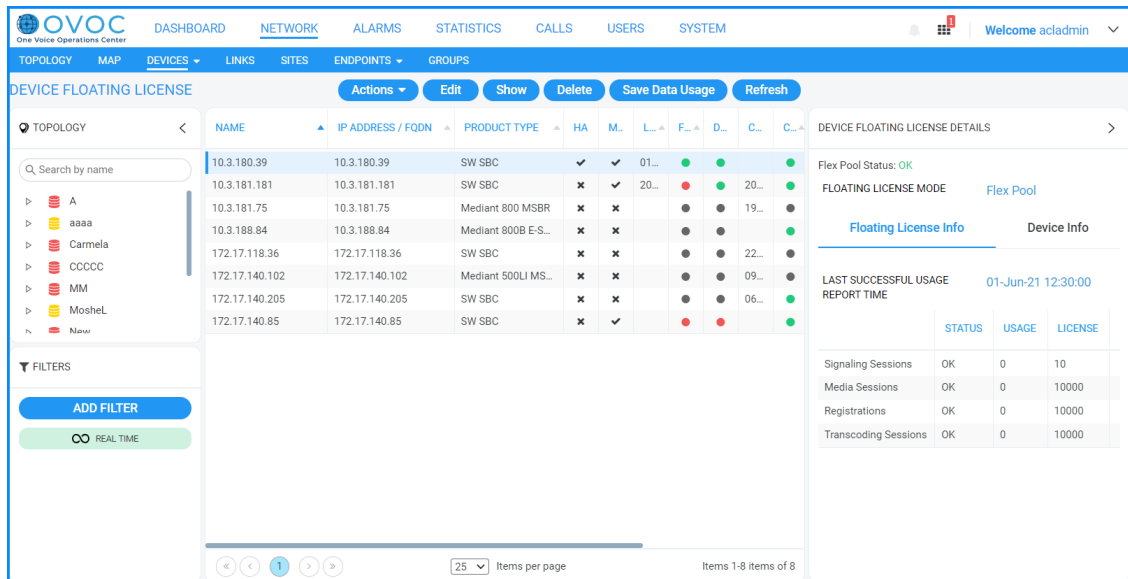 OVOC
One Voice Operations Center
DASHBOARD NETWORK ALARMS STATISTICS CALLS USERS SYSTEM
1
Welcome acladmin
TOPOLOGY MAP DEVICES LINKS SITES ENDPOINTS GROUPS
DEVICE FLOATING LICENSE
Actions Edit Show Delete Save Data Usage Refresh
TOPOLOGY
Search by name
A
aaaa
Carmela
CCCCC
MM
MosheL
New
FILTERS
ADD FILTER
REAL TIME
NAME IP ADDRESS / FQDN PRODUCT TYPE HA M... L... F... D... C... C...
10.3.180.39 10.3.180.39 SW SBC 01...
10.3.181.181 10.3.181.181 SW SBC 20... 20...
10.3.181.75 10.3.181.75 Mediant 800 MSBR 19...
10.3.188.84 10.3.188.84 Mediant 800B E-S...
172.17.118.36 172.17.118.36 SW SBC 22...
172.17.140.102 172.17.140.102 Mediant 500LI MS... 09...
172.17.140.205 172.17.140.205 SW SBC 06...
172.17.140.85 172.17.140.85 SW SBC
1
25 Items per page
Items 1-8 items of 8
DEVICE FLOATING LICENSE DETAILS
Flex Pool Status: OK
FLOATING LICENSE MODE Flex Pool
Floating License Info Device Info
LAST SUCCESSFUL USAGE
REPORT TIME
01-Jun-21 12:30:00
STATUS USAGE LICENSE
Signaling Sessions OK 0 10
Media Sessions OK 0 10000
Registrations OK 0 10000
Transcoding Sessions OK 0 10000